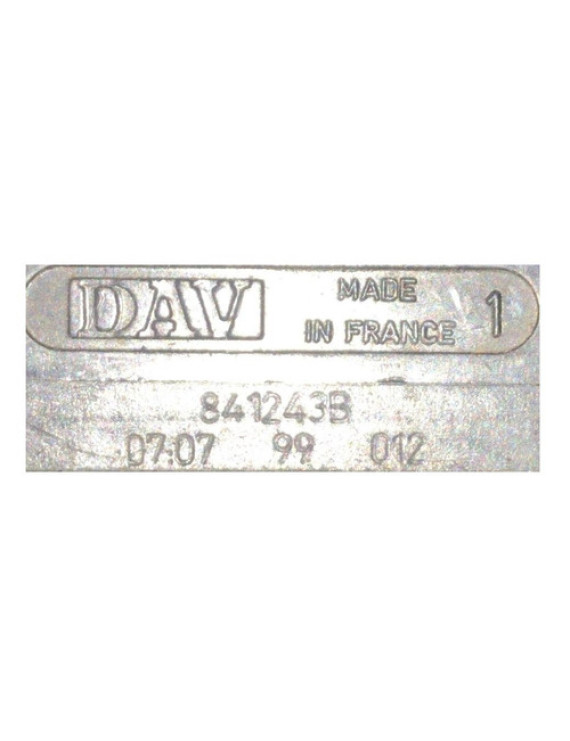 DAV MADE 1
IN FRANCE
841243B
07:07 99 012